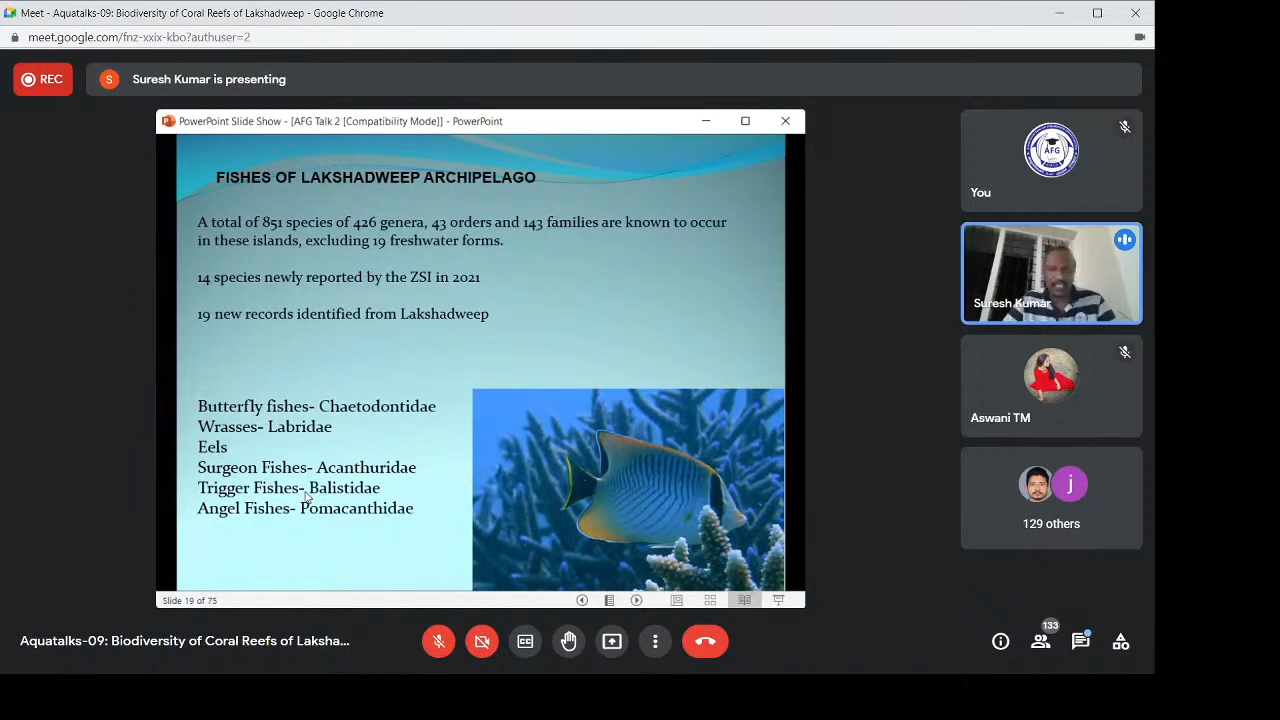 Meet - Aquatalks-09: Biodiversity of Coral Reefs of Lakshadweep - Google Chrome
meet.google.com/fnz-xxix-kbo?authuser=2
REC
S
Suresh Kumar is presenting
PowerPoint Slide Show - [AFG Talk 2 [Compatibility Mode]] - PowerPoint
FISHES OF LAKSHADWEEP ARCHIPELAGO
A total of 851 species of 426 genera, 43 orders and 143 families are known to occur
in these islands, excluding 19 freshwater forms.
14 species newly reported by the ZSI in 2021
19 new records identified from Lakshadweep
Butterfly fishes- Chaetodontidae
Wrasses- Labridae
Eels
Surgeon Fishes- Acanthuridae
Trigger Fishes- Balistidae
Angel Fishes- Pomacanthidae
Slide 19 of 75
AFG
You
Suresh Kumar
Aswani TM
j
129 others
Aquatalks-09: Biodiversity of Coral Reefs of Laksha...
CC
133